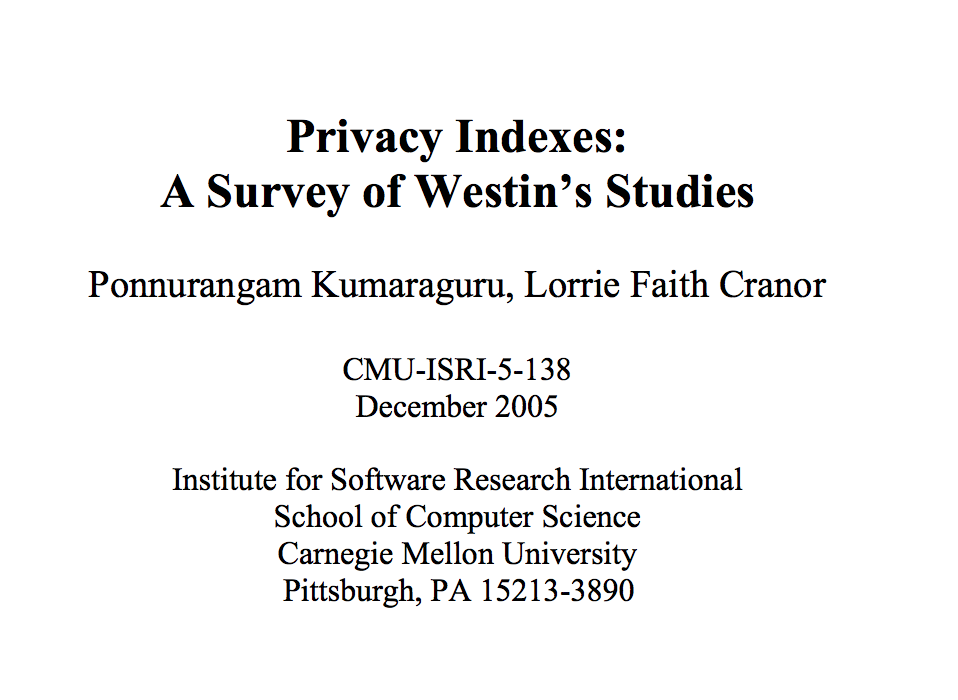 Privacy Indexes:
A Survey of Westin’s Studies
Ponnurangam Kumaraguru, Lorrie Faith Cranor
CMU-ISRI-5-138
December 2005
Institute for Software Research International
School of Computer Science
Carnegie Mellon University
Pittsburgh, PA 15213-3890